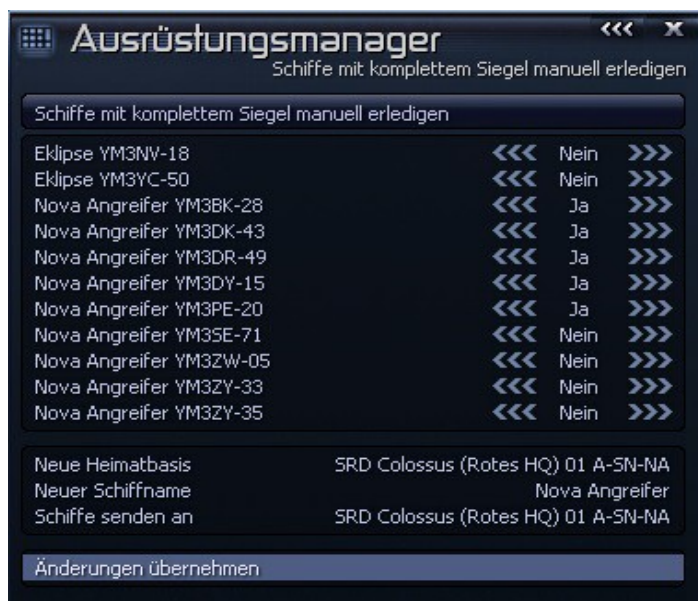 Ausrüstungsmanager
Schiffe mit komplettem Siegel manuell erledigen
Schiffe mit komplettem Siegel manuell erledigen
Eklipse YM3NV-18 <<< Nein >>>
Eklipse YM3YC-50 <<< Nein >>>
Nova Angreifer YM3BK-28 <<< Ja >>>
Nova Angreifer YM3DK-43 <<< Ja >>>
Nova Angreifer YM3DR-49 <<< Ja >>>
Nova Angreifer YM3DY-15 <<< Ja >>>
Nova Angreifer YM3PE-20 <<< Ja >>>
Nova Angreifer YM3SE-71 <<< Nein >>>
Nova Angreifer YM3ZW-05 <<< Nein >>>
Nova Angreifer YM3ZY-33 <<< Nein >>>
Nova Angreifer YM3ZY-35 <<< Nein >>>
Neue Heimatbasis SRD Colossus (Rotes HQ) 01 A-SN-NA
Neuer Schiffname Nova Angreifer
Schiffe senden an SRD Colossus (Rotes HQ) 01 A-SN-NA
Änderungen übernehmen